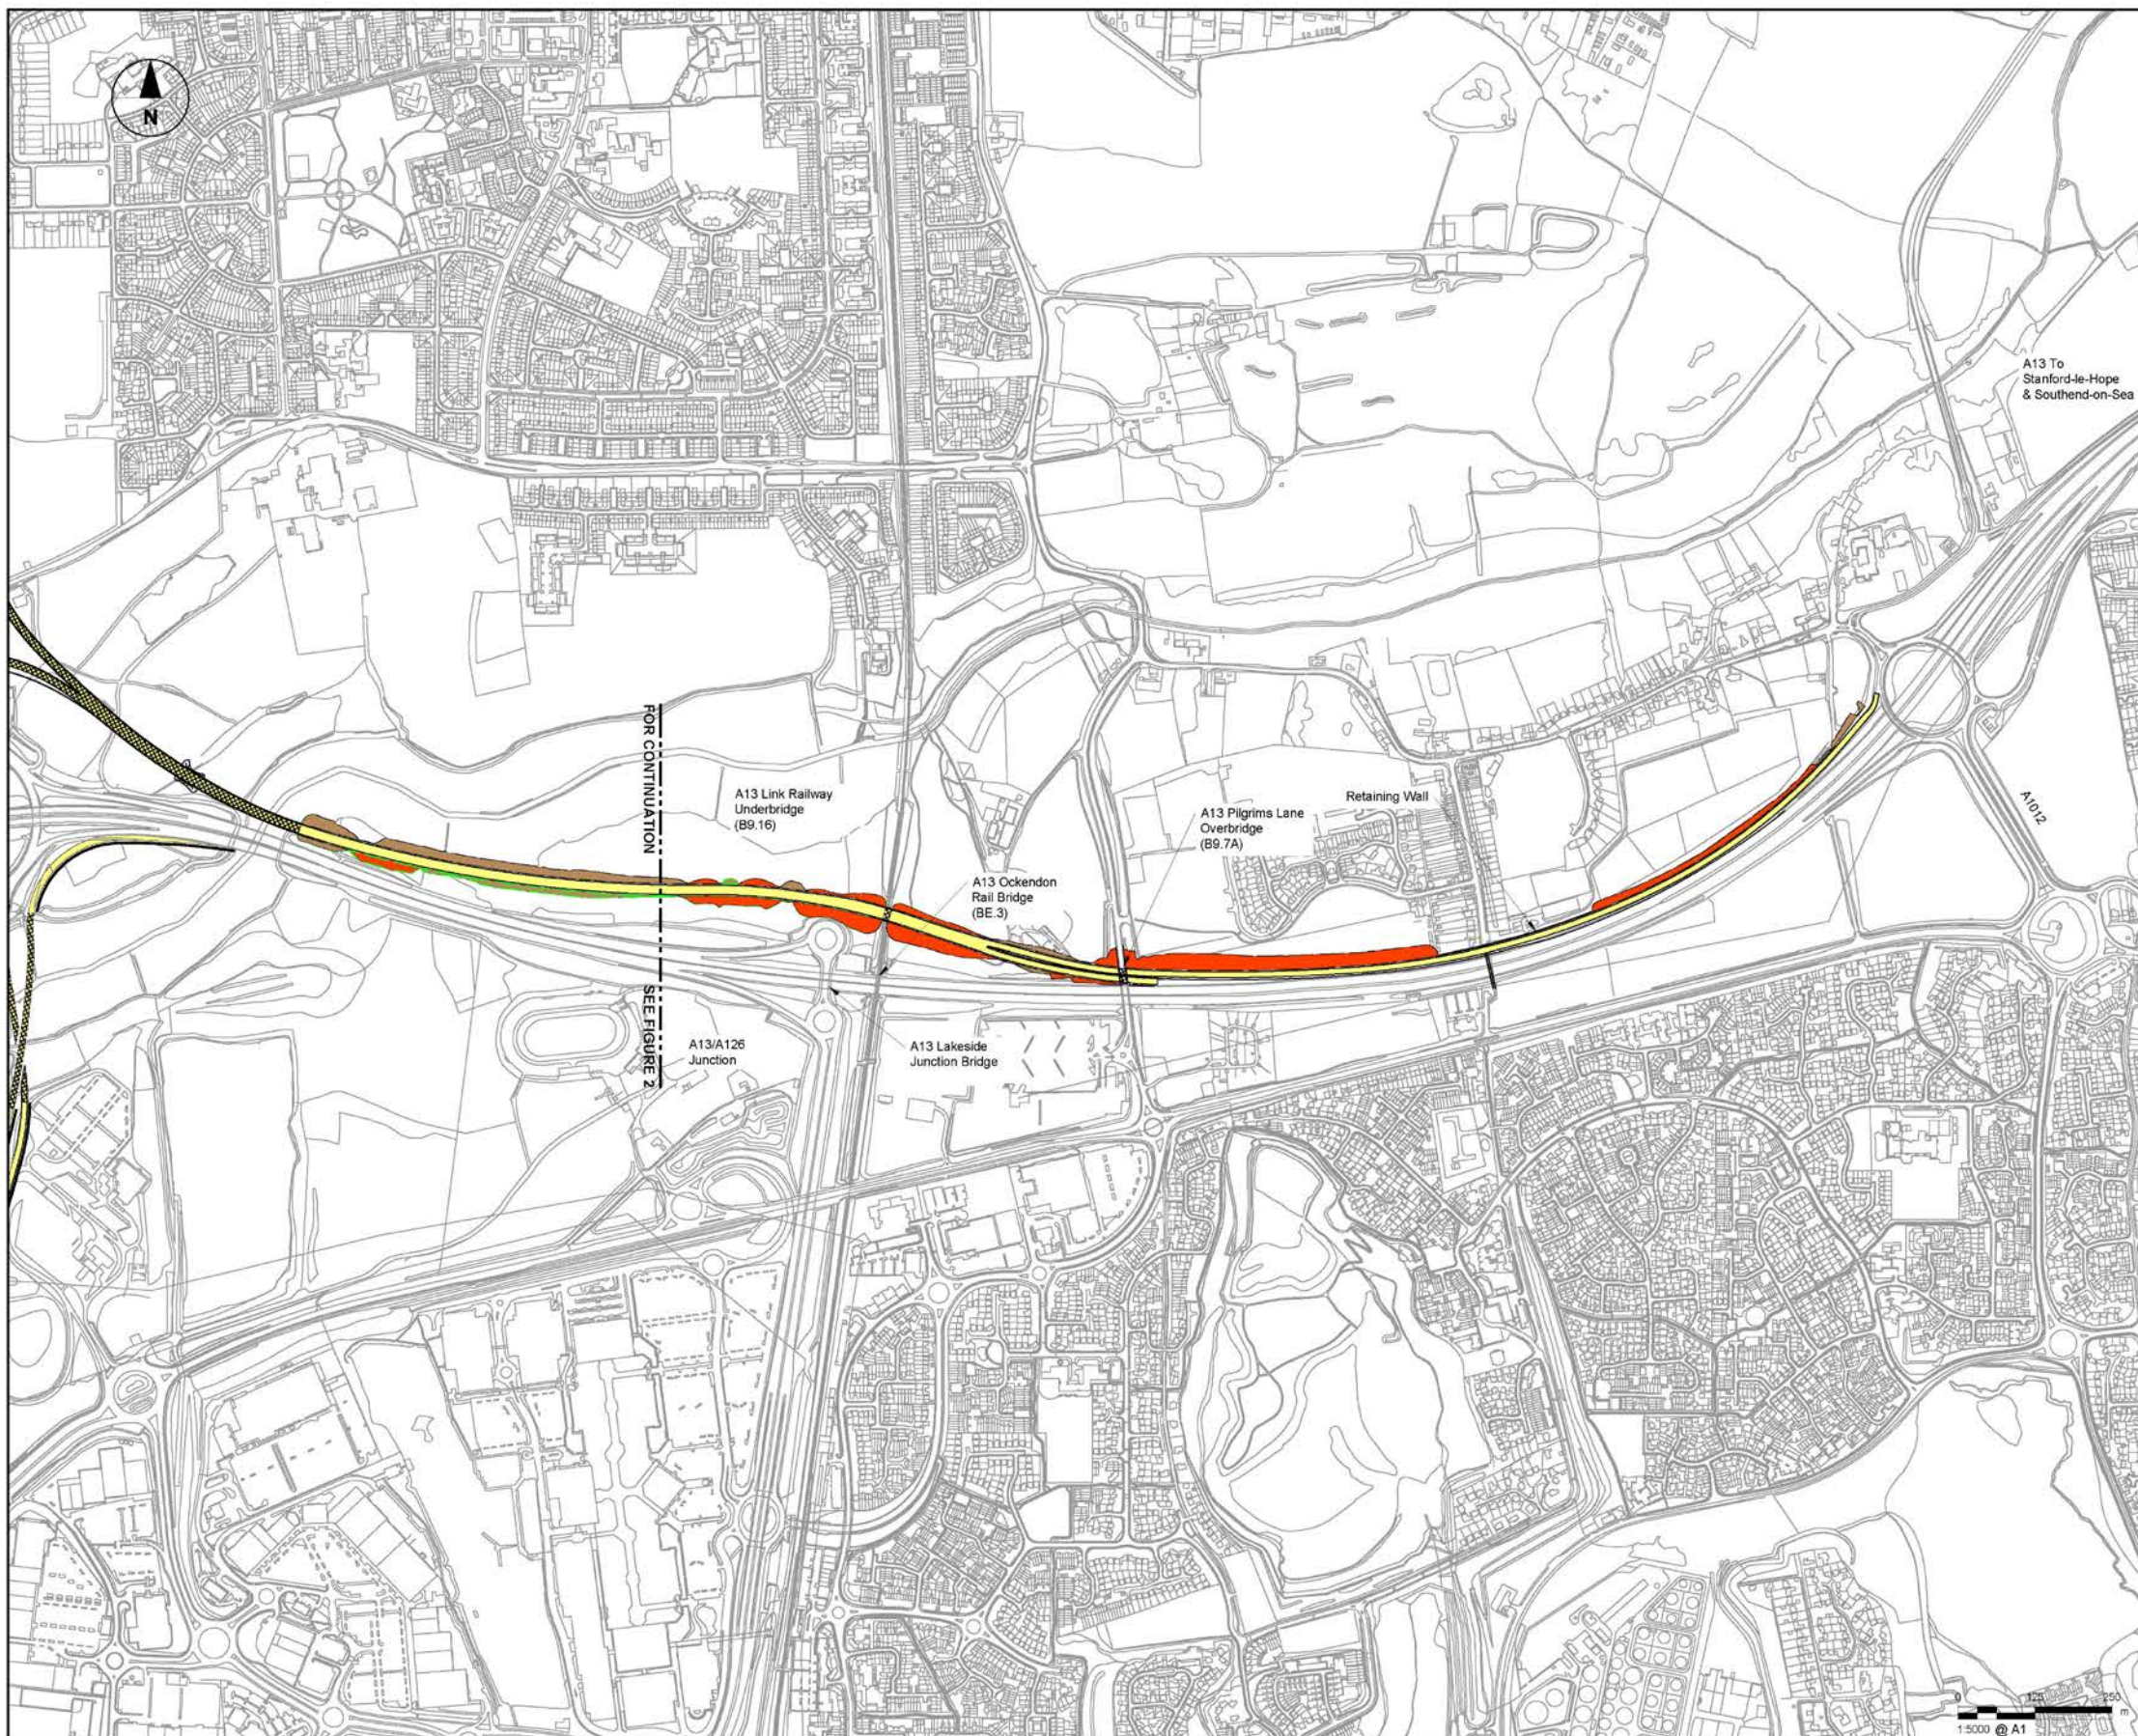 N
A13 To
Stanford-le-Hope
& Southend-on-Sea
FOR CONTINUATION
SEE FIGURE 2
A13 Link Railway
Underbridge
(B9.16)
A13 Pilgrims Lane
Overbridge
(B9.7A)
Retaining Wall
A1012
A13 Ockendon
Rail Bridge
(BE.3)
A13/A126
Junction
A13 Lakeside
Junction Bridge
0 125 250
m
1:5000 @ A1